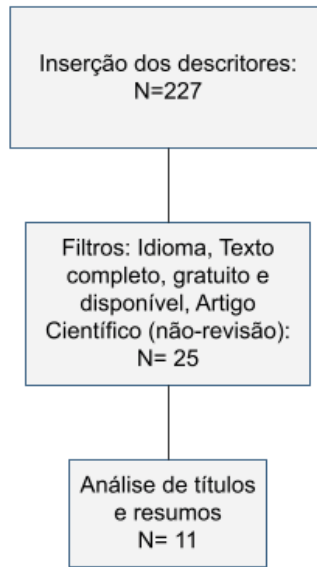 Inserção dos descritores:
N=227
Filtros: Idioma, Texto
completo, gratuito e
disponível, Artigo
Científico (não-revisão):
N= 25
Análise de títulos
e resumos
N= 11